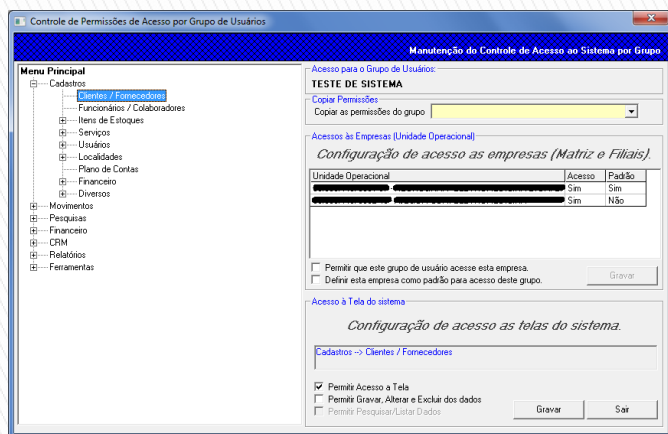 Controle de Permissões de Acesso por Grupo de Usuários
Manutenção do Controle de Acesso ao Sistema por Grupo
Menu Principal
Cadastros
Clientes / Fornecedores
Funcionários / Colaboradores
Itens de Estoques
Serviços
Usuários
Localidades
Plano de Contas
Financeiro
Diversos
Movimentos
Pesquisas
Financeiro
CRM
Relatórios
Ferramentas
Acesso para o Grupo de Usuários:
TESTE DE SISTEMA
Copiar Permissões
Copiar as permissões do grupo
Acessos às Empresas (Unidade Operacional)
Configuração de acesso as empresas (Matriz e Filiais).
Unidade Operacional Acesso Padrão
Sim Sim
Sim Não
Permitir que este grupo de usuário acesse esta empresa.
Definir esta empresa como padrão para acesso deste grupo.
Gravar
Acesso à Tela do sistema
Configuração de acesso as telas do sistema.
Cadastros --> Clientes / Fornecedores
Permitir Acesso a Tela
Permitir Gravar, Alterar e Excluir dos dados
Permitir Pesquisar/Listar Dados
Gravar Sair